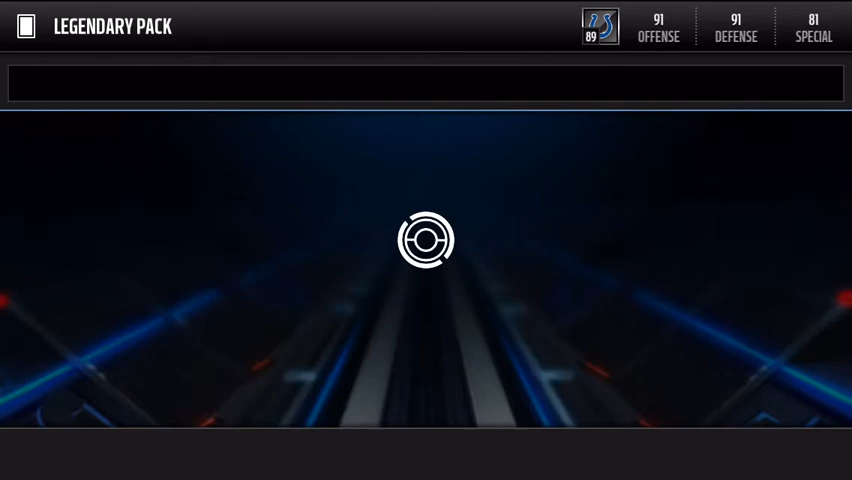 LEGENDARY PACK
89
91
OFFENSE
91
DEFENSE
81
SPECIAL